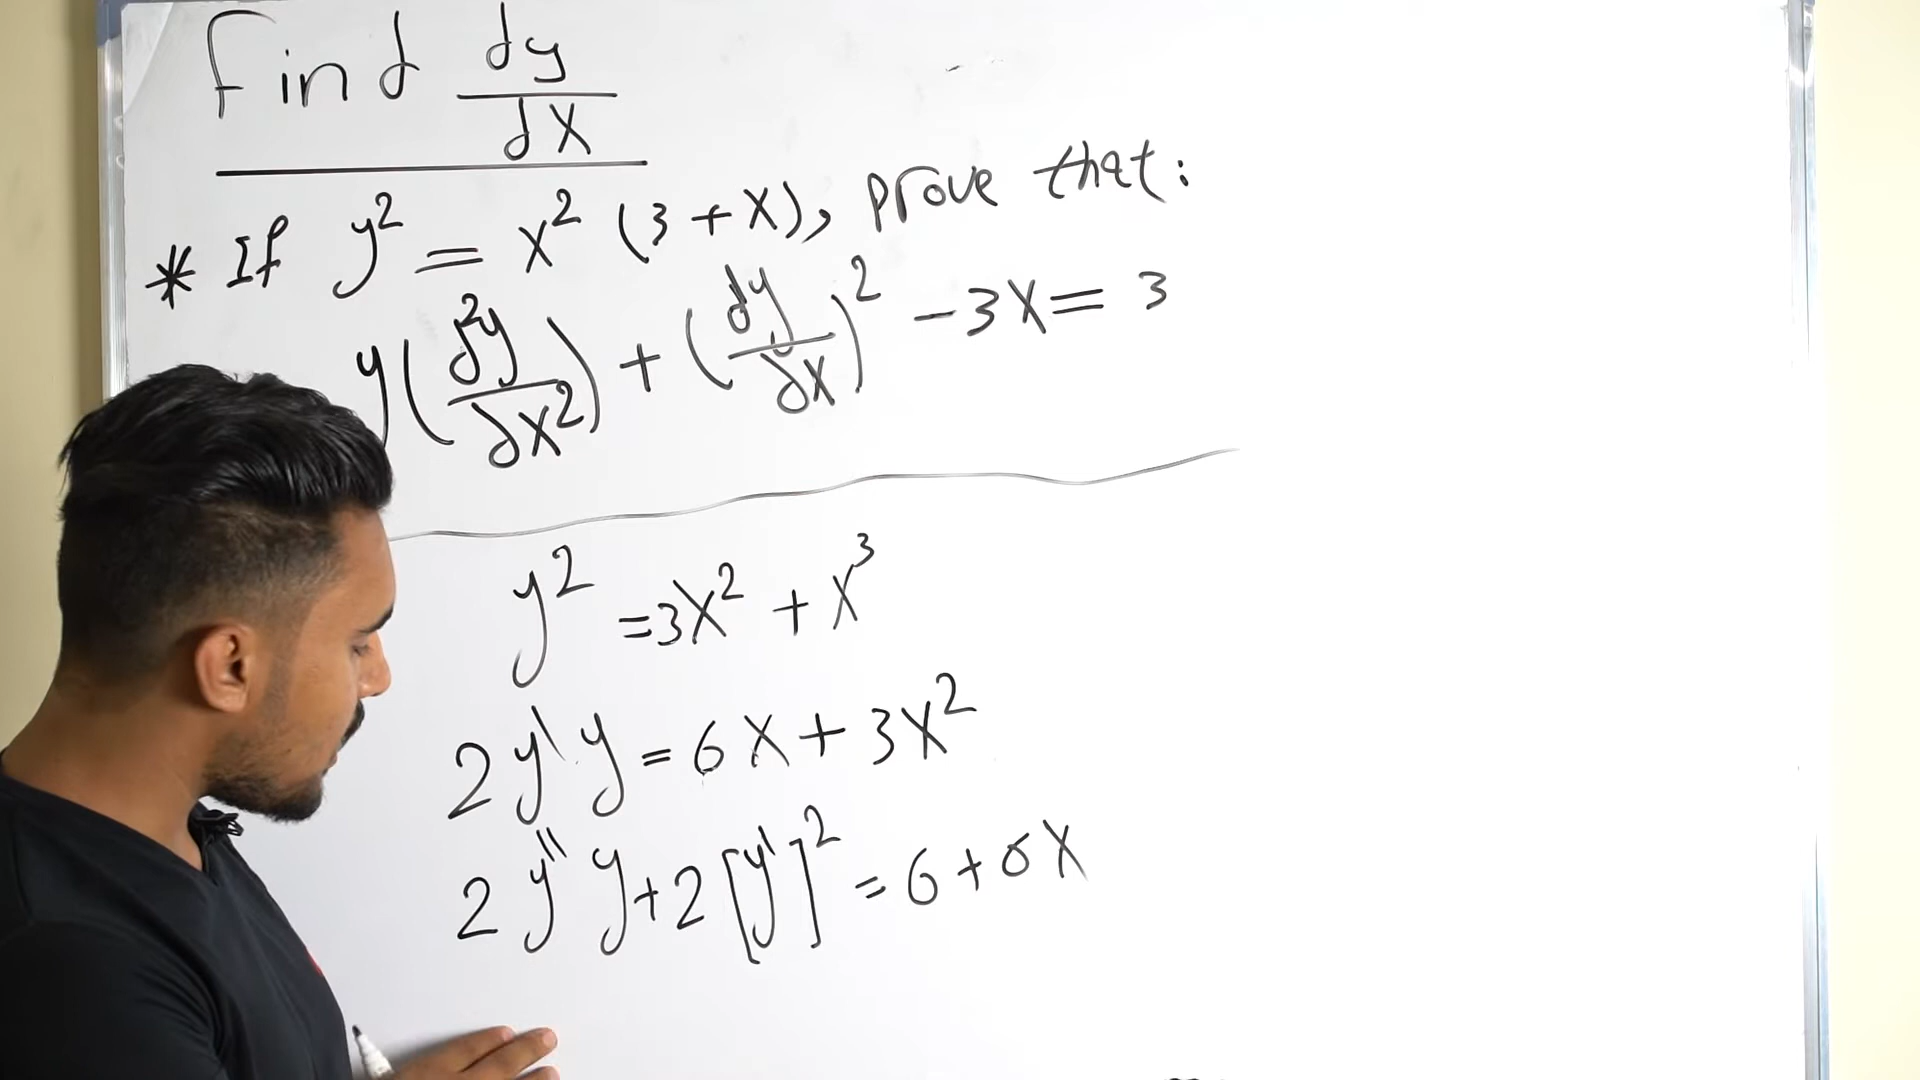 Find dy/dx
* If y² = x² (3 + x), prove that:
y(d²y/dx²) + (dy/dx)² - 3x = 3
y² = 3x² + x³
2 y' y = 6x + 3x²
2 y'' y + 2 [y']² = 6 + 6x